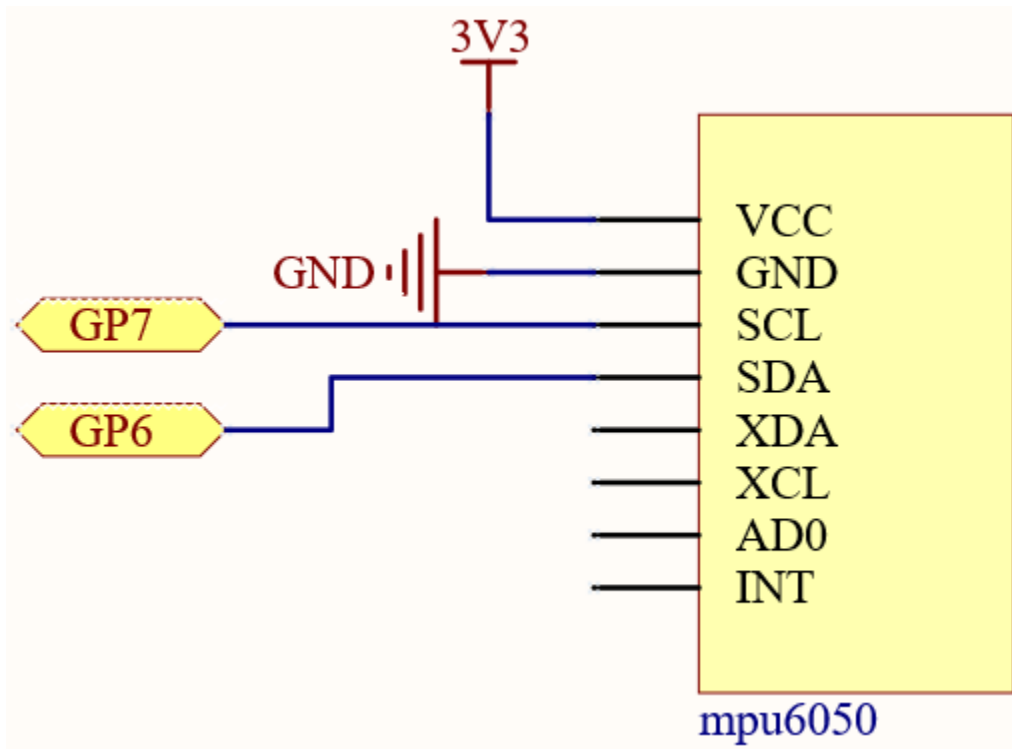 3V3
VCC
GND
GND
GP7
SCL
SDA
GP6
XDA
XCL
AD0
INT
mpu6050